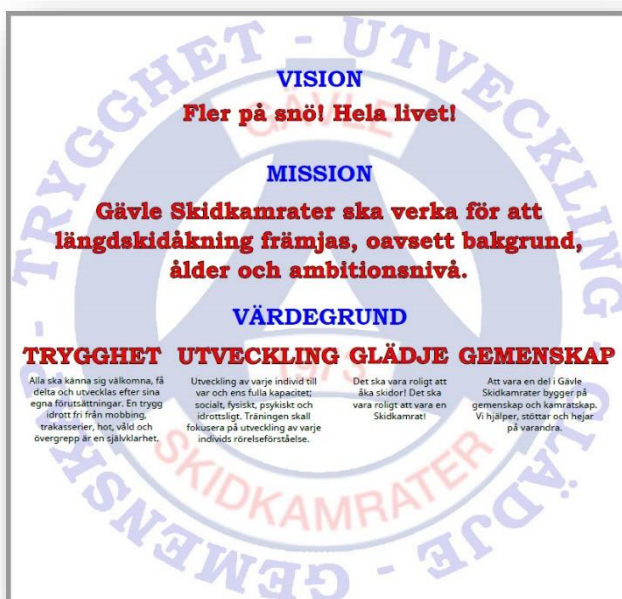 VISION
Fler på snö! Hela livet!
MISSION
Gävle Skidkamrater ska verka för att
längdskidåkning främjas, oavsett bakgrund,
ålder och ambitionsnivå.
VÄRDEGRUND
TRYGGHET
Alla ska känna sig välkomna, få
delta och utvecklas efter sina
egna förutsättningar. En trygg
idrott fri från mobbing,
trakasserier, hot, våld och
övergrepp är en självklarhet.
UTVECKLING
Utveckling av varje individ till
var och ens fulla kapacitet;
socialt, fysiskt, psykiskt och
idrottsligt. Träningen skall
fokusera på utveckling av varje
individs rörelseförståelse.
GLÄDJE
Det ska vara roligt att
åka skidor! Det ska
vara roligt att vara en
Skidkamrat!
GEMENSKAP
Att vara en del i Gävle
Skidkamrater bygger på
gemenskap och kamratskap.
Vi hjälper, stöttar och hejar
på varandra.
TRYGGHET - UTVECKLING - GLÄDJE - GEMENSKAP -
GÄVLE
1973
SKIDKAMRATER